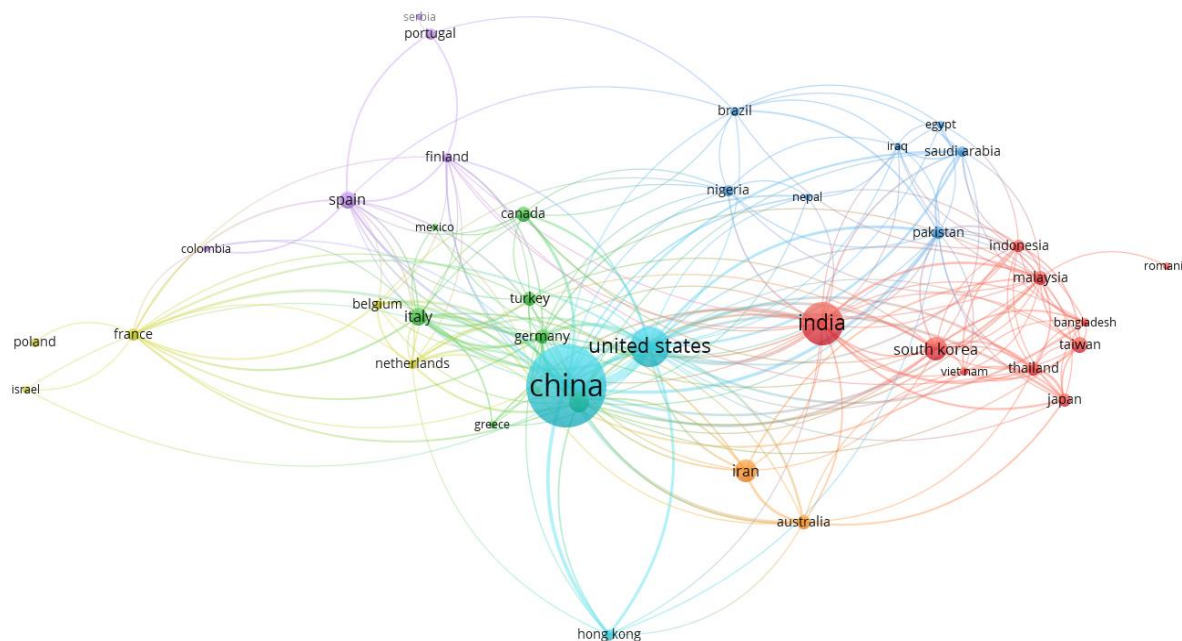 serbia
portugal
brazil
egypt
iraq
saudi arabia
finland
nigeria
nepal
spain
canada
mexico
pakistan
colombia
indonesia
malaysia
romani
turkey
belgium
italy
india
bangladesh
france
poland
germany
united states
south korea
taiwan
netherlands
viet nam
thailand
israel
china
japan
greece
iran
australia
hong kong